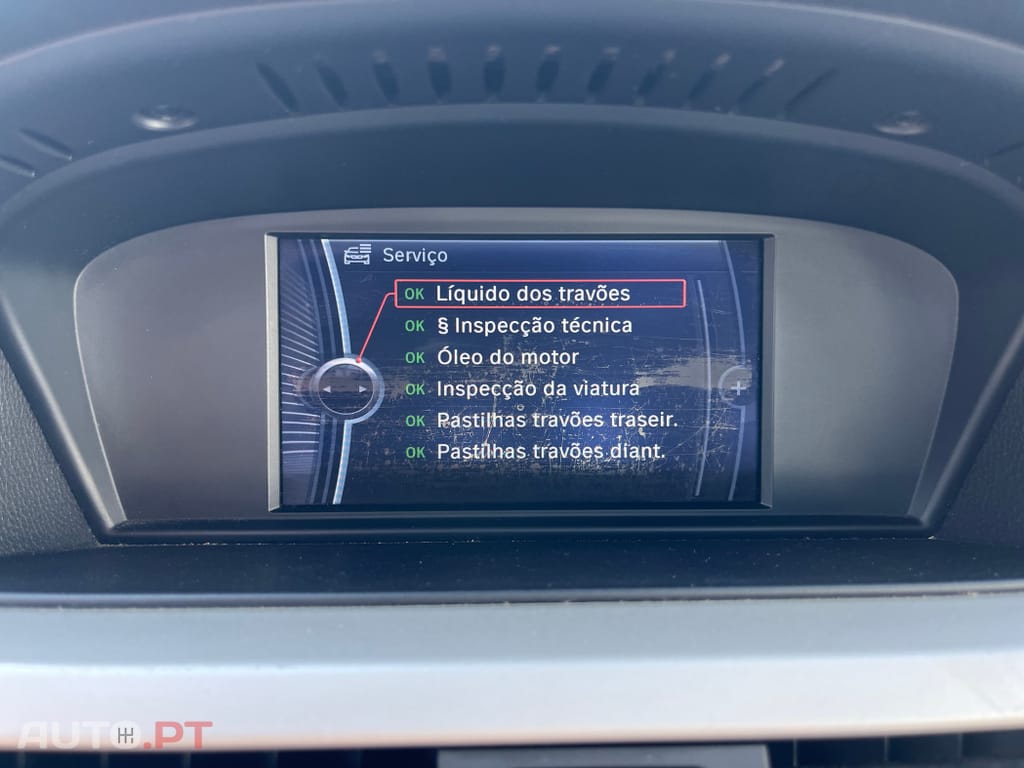 Serviço
OK Líquido dos travões
OK § Inspecção técnica
OK Óleo do motor
OK Inspecção da viatura
OK Pastilhas travões traseir.
OK Pastilhas travões diant.
AUTO.PT